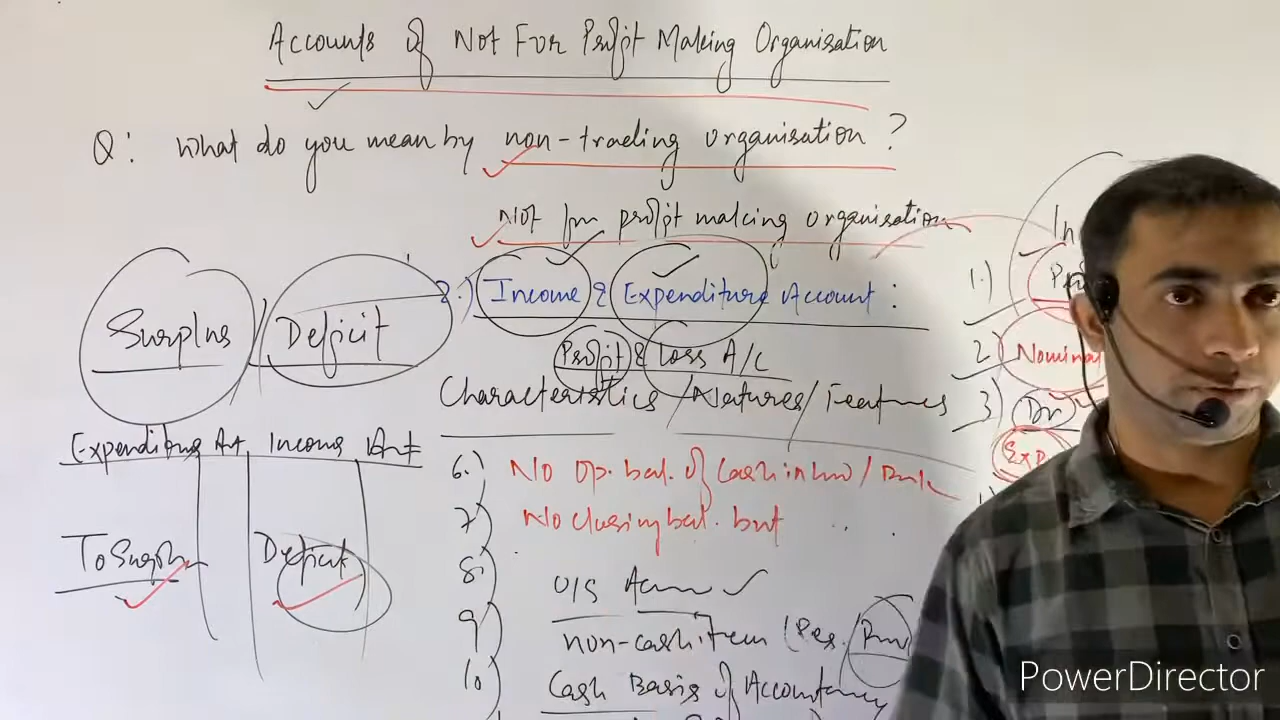 Accounts of Not For Profit Making Organisation
Q: What do you mean by non-trading organisation?
Not for profit making organisation
2.) Income & Expenditure Account:
Surplus / Deficit
Profit & Loss A/C
Characteristics / Natures / Features
Expenditure Amt Income Amt
To Surplus Deficit
6.) No op. bal. of Cash in hand / Bank
7) No closing bal. but
8)
O/S
9) non-cash item
10) Cash Basis of Accountancy
1.)
2) Nominal
3) Dr
Exp
PowerDirector